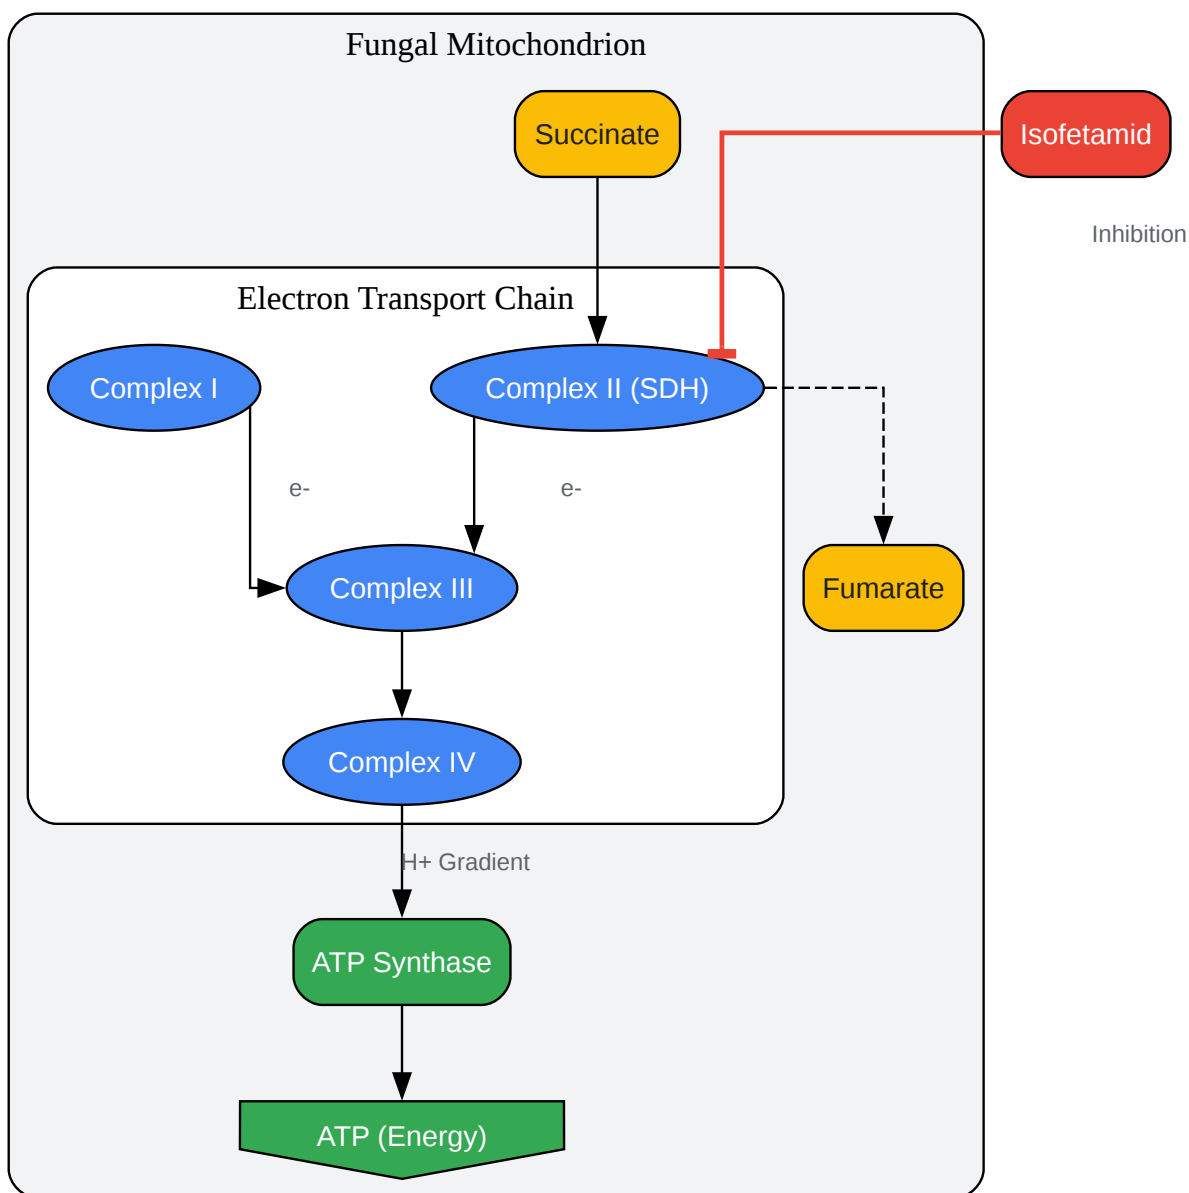 Fungal Mitochondrion
Succinate
Isofetamid
Inhibition
Electron Transport Chain
Complex I
Complex II (SDH)
e-
e-
Complex III
Fumarate
Complex IV
H+ Gradient
ATP Synthase
ATP (Energy)